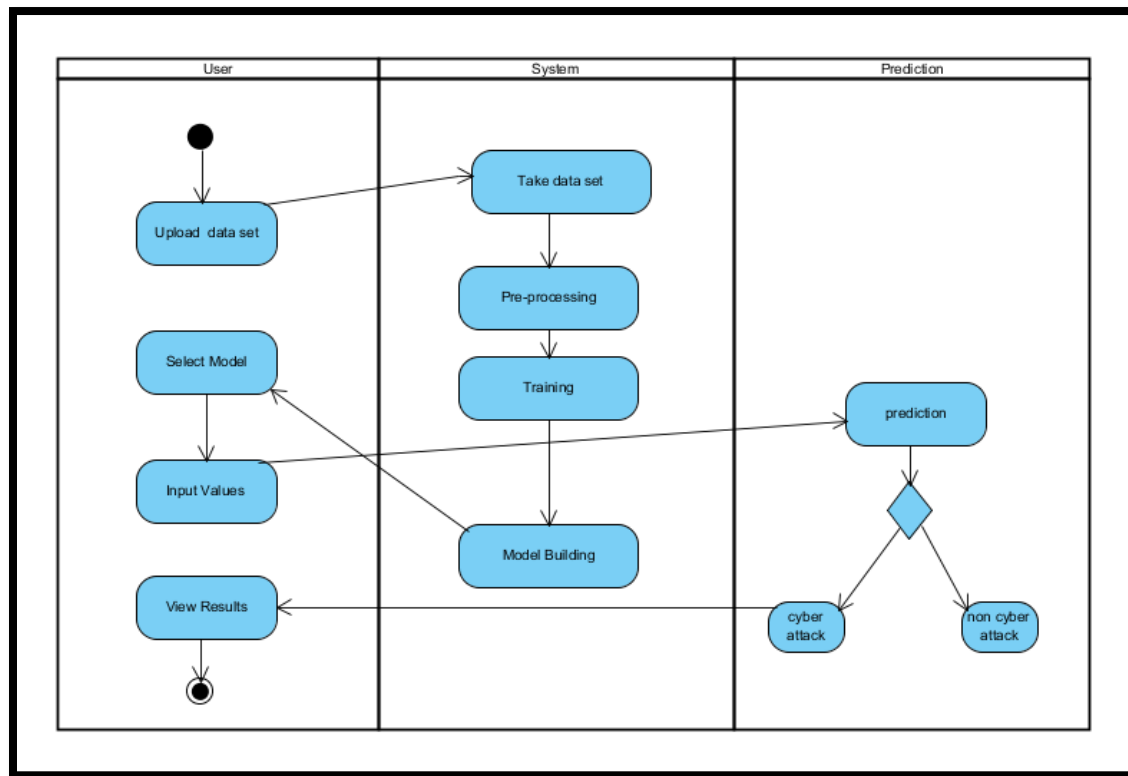 User
System
Prediction
Upload data set
Select Model
Input Values
View Results
Take data set
Pre-processing
Training
Model Building
prediction
cyber
attack
non cyber
attack